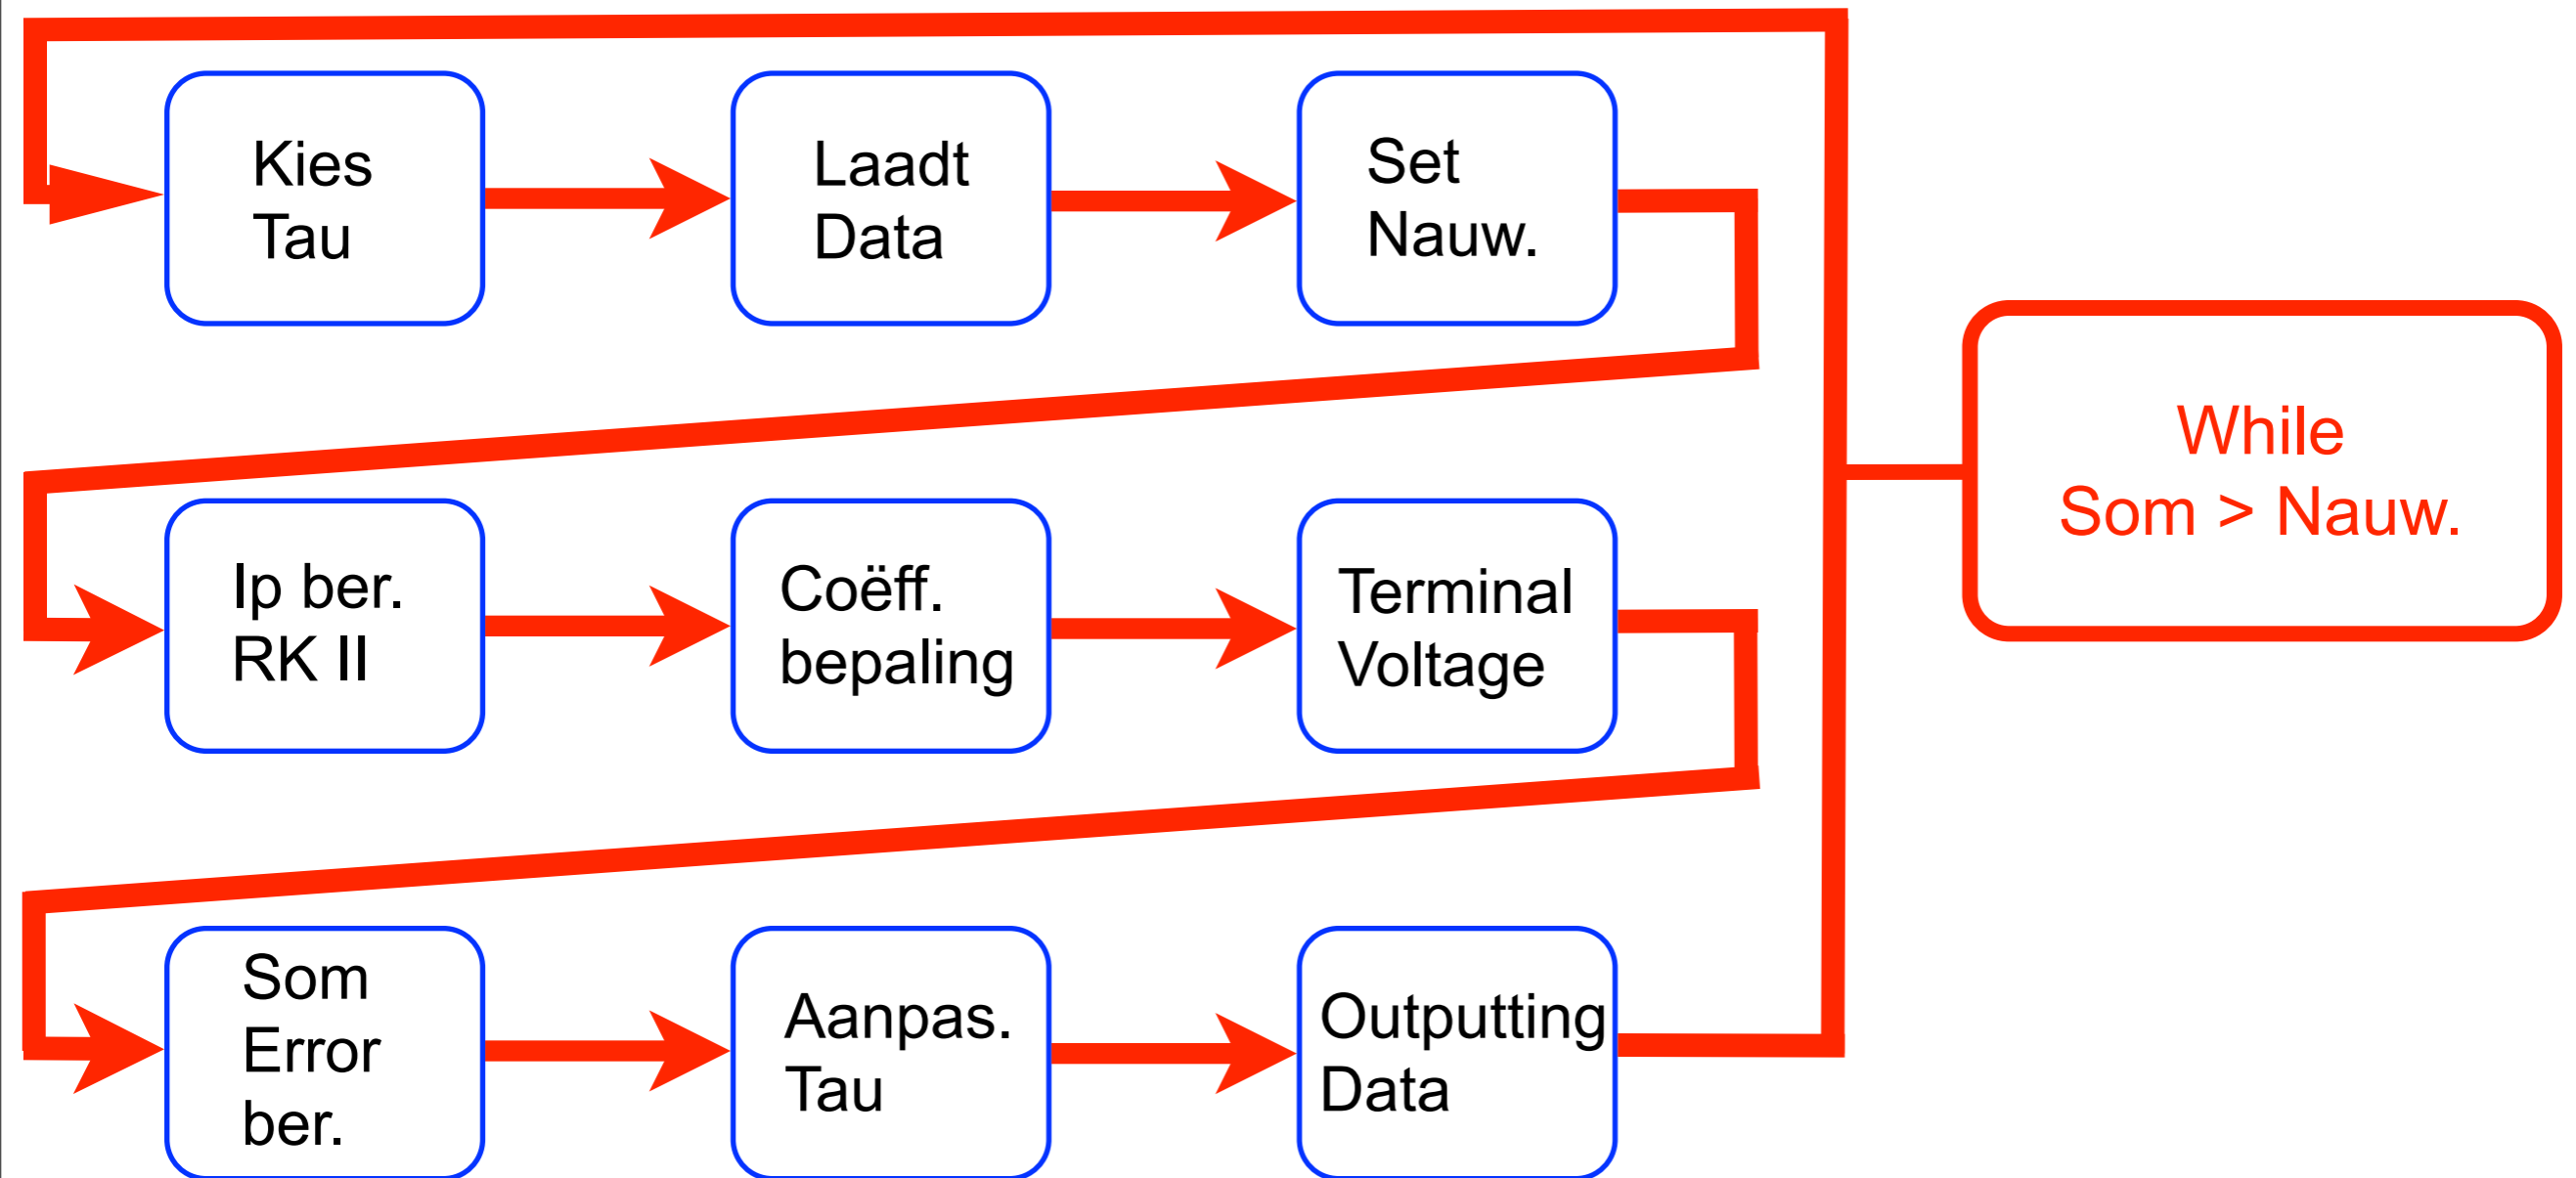 Kies
Tau
Laadt
Data
Set
Nauw.
While
Som > Nauw.
Ip ber.
RK II
Coëff.
bepaling
Terminal
Voltage
Som
Error
ber.
Aanpas.
Tau
Outputting
Data